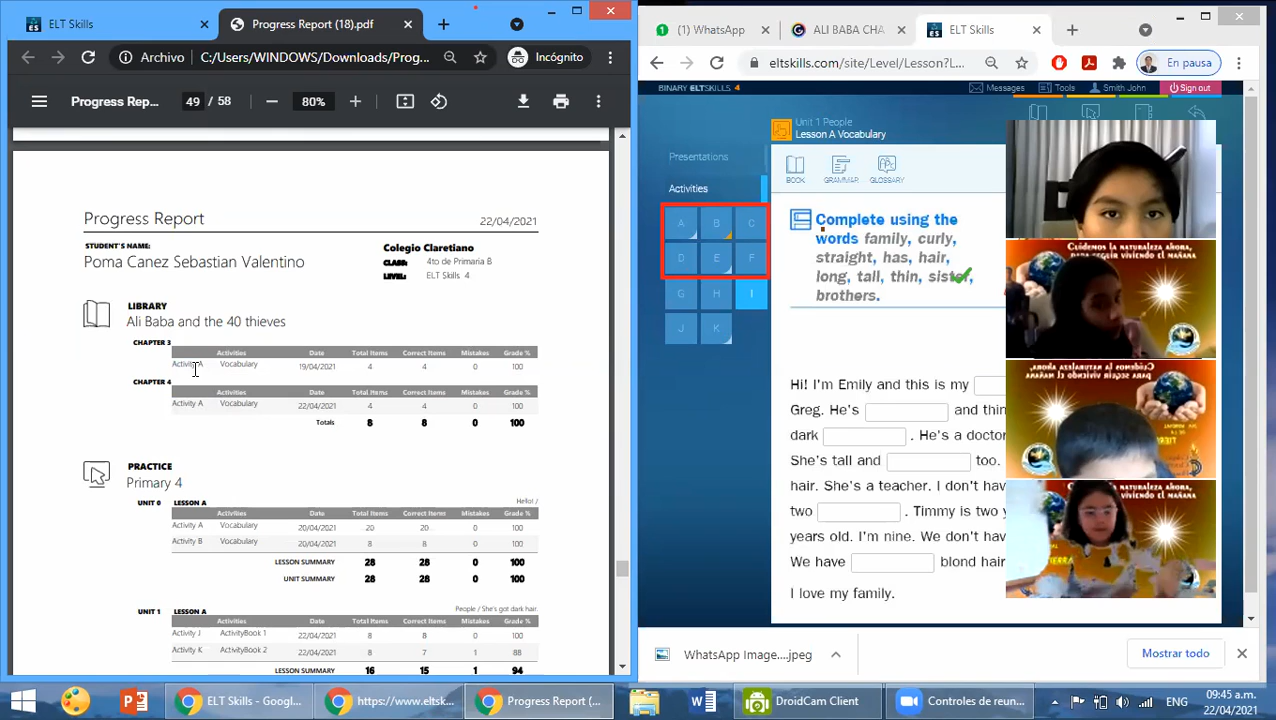 ELT Skills
Progress Report (18).pdf
Archivo
C:/Users/WINDOWS/Downloads/Prog...
Incógnito
Progress Rep...
49 / 58
80%
Progress Report
22/04/2021
STUDENT'S NAME:
Poma Canez Sebastian Valentino
Colegio Claretiano
CLASS: 4to de Primaria B
LEVEL: ELT Skills 4
LIBRARY
Ali Baba and the 40 thieves
CHAPTER 3
Activities Date Total Items Correct Items Mistakes Grade %
Activity A Vocabulary 19/04/2021 4 4 0 100
CHAPTER 4
Activities Date Total Items Correct Items Mistakes Grade %
Activity A Vocabulary 22/04/2021 4 4 0 100
Totals 8 8 0 100
PRACTICE
Primary 4
UNIT 0 LESSON A Hello! /
Activities Date Total Items Correct Items Mistakes Grade %
Activity A Vocabulary 20/04/2021 20 20 0 100
Activity B Vocabulary 20/04/2021 8 8 0 100
LESSON SUMMARY 28 28 0 100
UNIT SUMMARY 28 28 0 100
UNIT 1 LESSON A People / She's got dark hair.
Activities Date Total Items Correct Items Mistakes Grade %
Activity J ActivityBook 1 22/04/2021 8 8 0 100
Activity K ActivityBook 2 22/04/2021 8 7 1 88
LESSON SUMMARY 16 15 1 94
(1) WhatsApp
ALI BABA CHA
ELT Skills
eltskills.com/site/Level/Lesson?L...
En pausa
BINARY ELTSKILLS 4
Messages
Tools
Smith John
Sign out
Unit 1 People
Lesson A Vocabulary
Presentations
Activities
A B C
D E F
G H I
J K
BOOK
GRAMMAR
GLOSSARY
Complete using the
words family, curly,
straight, has, hair,
long, tall, thin, sister,
brothers.
Hi! I'm Emily and this is my
Greg. He's and thin
dark . He's a doctor
She's tall and too.
hair. She's a teacher. I don't hav
two . Timmy is two y
years old. I'm nine. We don't hav
We have blond hair
I love my family.
Cuidemos la naturaleza ahora,
WhatsApp Image....jpeg
Mostrar todo
ELT Skills - Googl...
https://www.eltsk...
Progress Report (...
DroidCam Client
Controles de reun...
ENG
09:45 a.m.
22/04/2021